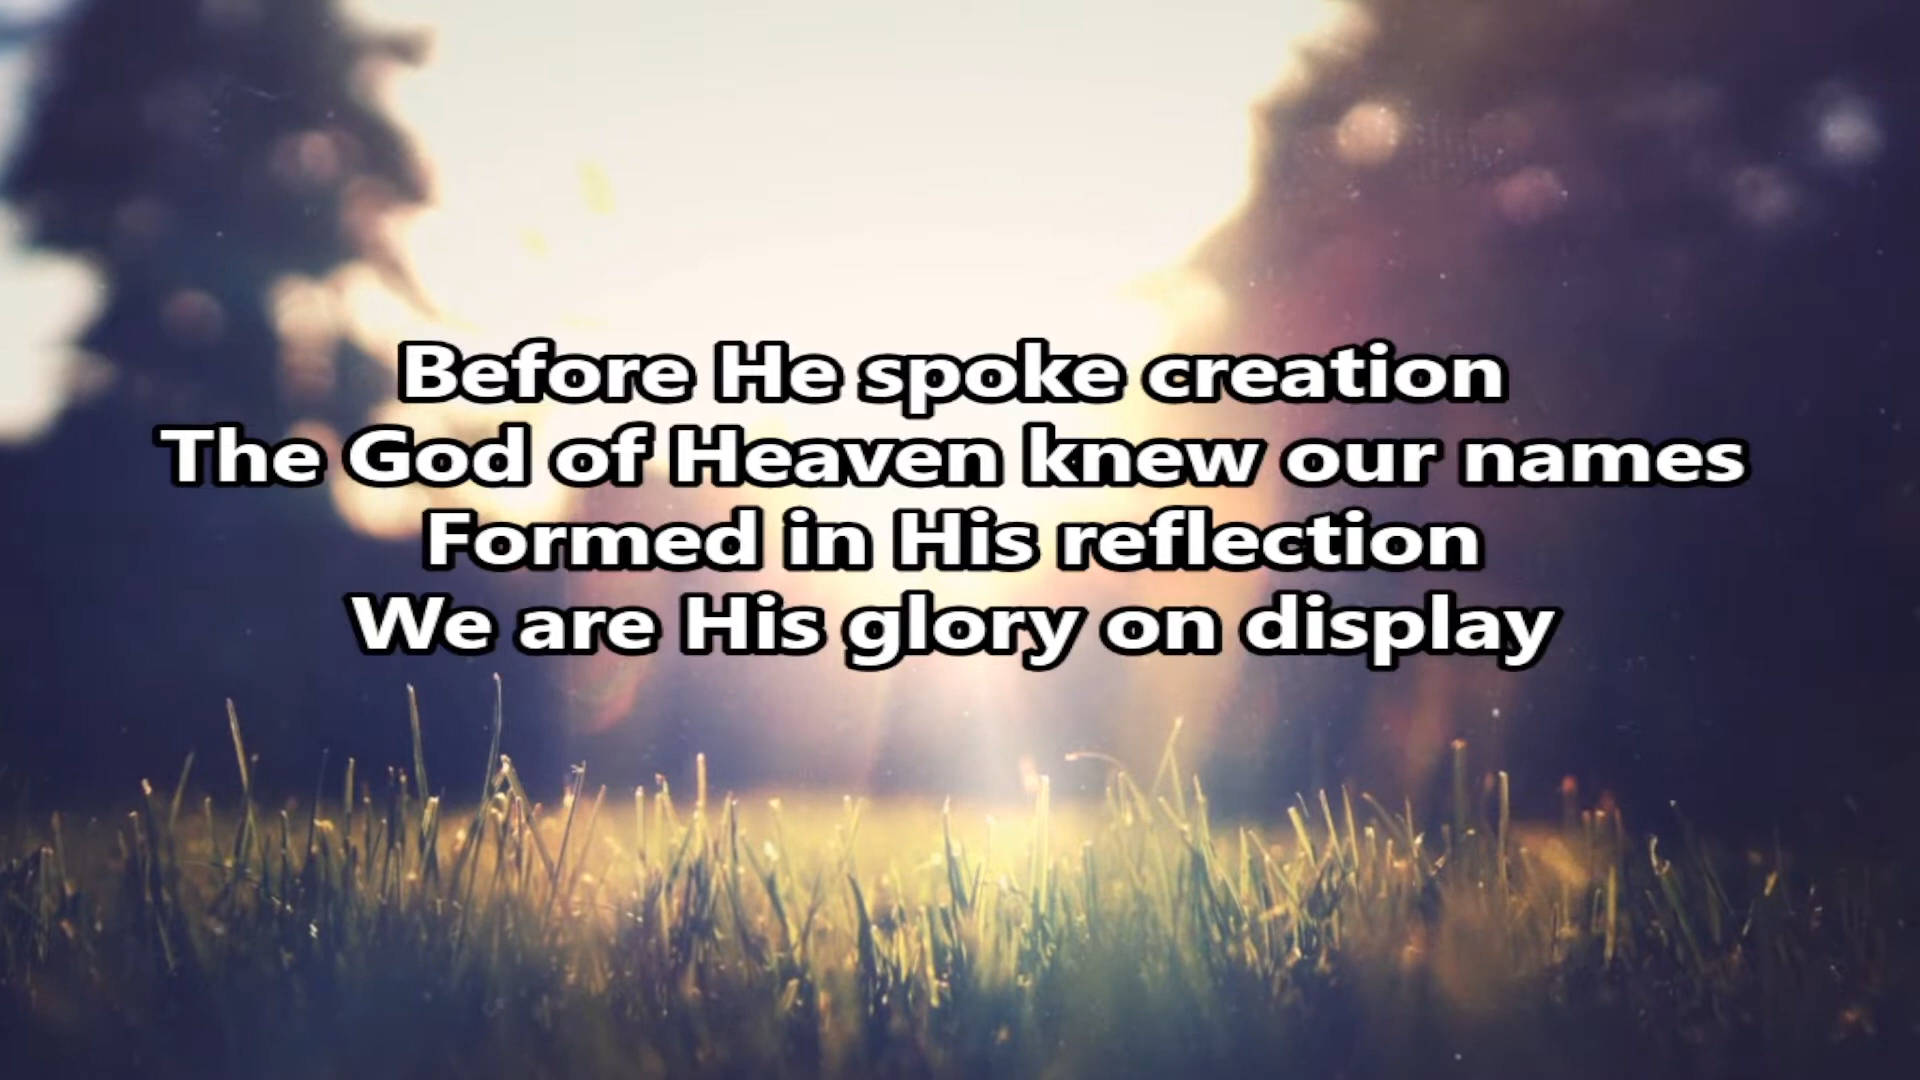 Before He spoke creation
The God of Heaven knew our names
Formed in His reflection
We are His glory on display